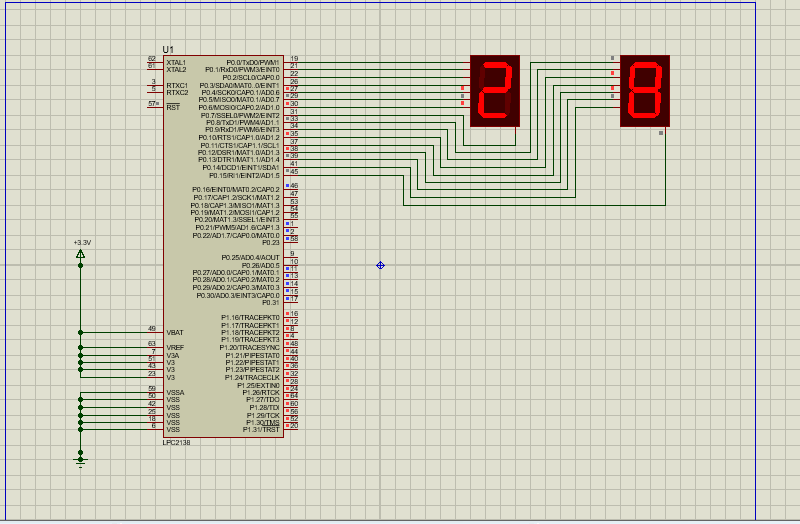 U1
62 XTAL1 P0.0/TxD0/PWM1 19
61 XTAL2 P0.1/RxD0/PWM3/EINT0 21
P0.2/SCL0/CAP0.0 22
3 RTXC1 P0.3/SDA0/MAT0.0/EINT1 26
5 RTXC2 P0.4/SCK0/CAP0.1/AD0.6 27
P0.5/MISO0/MAT0.1/AD0.7 29
57 RST P0.6/MOSI0/CAP0.2/AD1.0 30
P0.7/SSEL0/PWM2/EINT2 31
P0.8/TxD1/PWM4/AD1.1 33
P0.9/RxD1/PWM6/EINT3 34
P0.10/RTS1/CAP1.0/AD1.2 35
P0.11/CTS1/CAP1.1/SCL1 37
P0.12/DSR1/MAT1.0/AD1.3 38
P0.13/DTR1/MAT1.1/AD1.4 39
P0.14/DCD1/EINT1/SDA1 41
P0.15/RI1/EINT2/AD1.5 45
P0.16/EINT0/MAT0.2/CAP0.2 46
P0.17/CAP1.2/SCK1/MAT1.2 47
P0.18/CAP1.3/MISO1/MAT1.3 53
P0.19/MAT1.2/MOSI1/CAP1.2 54
P0.20/MAT1.3/SSEL1/EINT3 55
P0.21/PWM5/AD1.6/CAP1.3 1
P0.22/AD1.7/CAP0.0/MAT0.0 2
P0.23 58
+3.3V
P0.25/AD0.4/AOUT 9
P0.26/AD0.5 10
P0.27/AD0.0/CAP0.1/MAT0.1 11
P0.28/AD0.1/CAP0.2/MAT0.2 13
P0.29/AD0.2/CAP0.3/MAT0.3 14
P0.30/AD0.3/EINT3/CAP0.0 15
P0.31 17
P1.16/TRACEPKT0 16
P1.17/TRACEPKT1 12
49 VBAT P1.18/TRACEPKT2 8
P1.19/TRACEPKT3 4
63 VREF P1.20/TRACESYNC 48
7 V3A P1.21/PIPESTAT0 44
51 V3 P1.22/PIPESTAT1 40
43 V3 P1.23/PIPESTAT2 36
23 V3 P1.24/TRACECLK 32
P1.25/EXTIN0 28
59 VSSA P1.26/RTCK 24
50 VSS P1.27/TDO 64
42 VSS P1.28/TDI 60
25 VSS P1.29/TCK 56
18 VSS P1.30/TMS 52
6 VSS P1.31/TRST 20
LPC2138
2 8